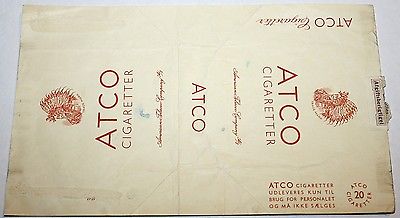 ATCO
CIGARETTER
ATCO
ATCO
CIGARETTER
ATCO Cigaretter
ATCO CIGARETTER
UDLEVERES KUN TIL
BRUG FOR PERSONALET
OG MÅ IKKE SÆLGES
ATCO
20
CIGARETTER